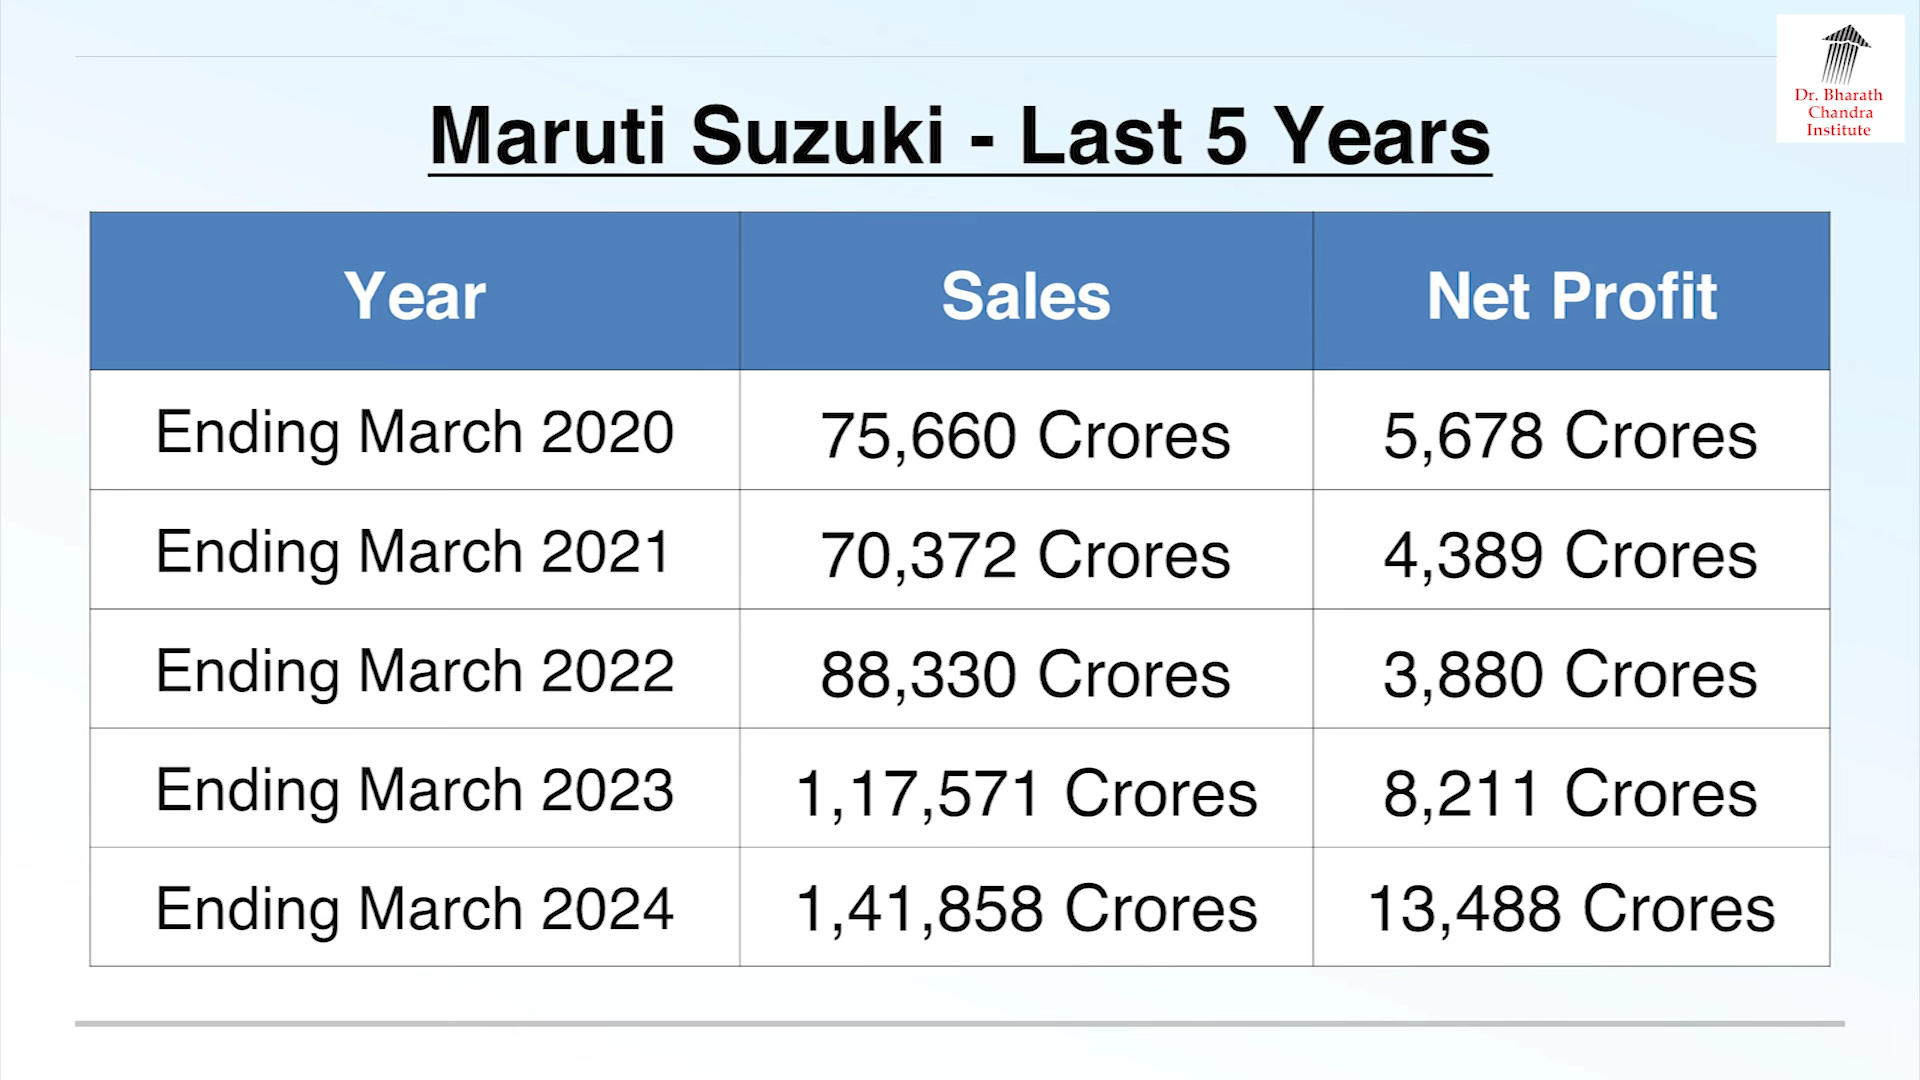 Dr. Bharath
Chandra
Institute
Maruti Suzuki - Last 5 Years
Year Sales Net Profit
Ending March 2020 75,660 Crores 5,678 Crores
Ending March 2021 70,372 Crores 4,389 Crores
Ending March 2022 88,330 Crores 3,880 Crores
Ending March 2023 1,17,571 Crores 8,211 Crores
Ending March 2024 1,41,858 Crores 13,488 Crores